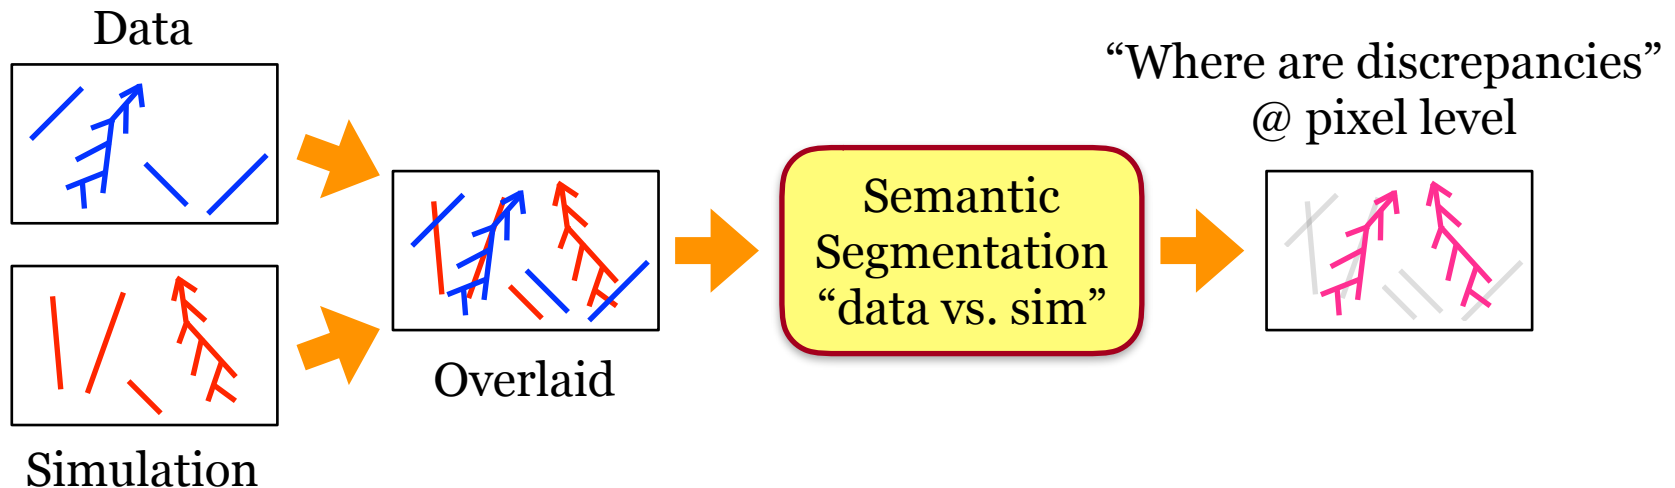 Data
Simulation
Overlaid
Semantic
Segmentation
“data vs. sim”
“Where are discrepancies”
@ pixel level